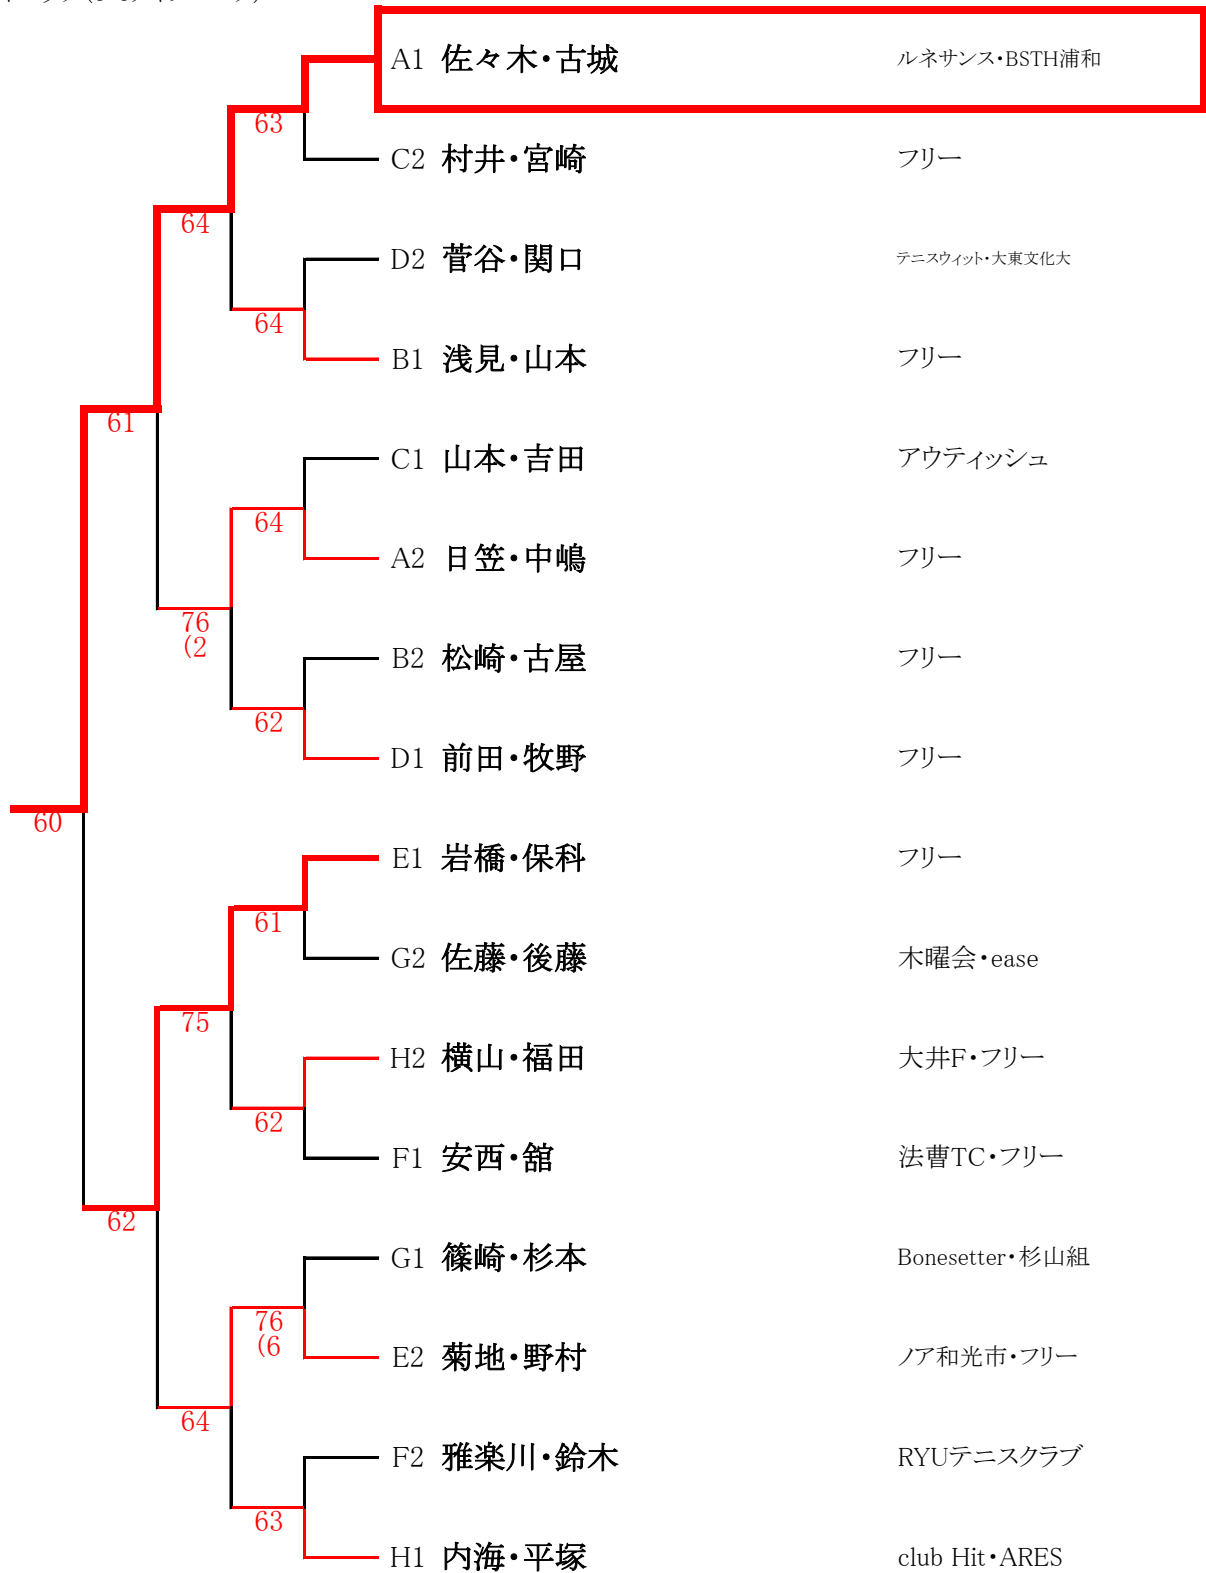 A1 佐々木・古城 ルネサンス・BSTH浦和
63
C2 村井・宮崎 フリー
64
D2 菅谷・関口 テニスウィット・大東文化大
64
B1 浅見・山本 フリー
61
C1 山本・吉田 アウティッシュ
64
A2 日笠・中嶋 フリー
76
(2
B2 松崎・古屋 フリー
62
D1 前田・牧野 フリー
60
E1 岩橋・保科 フリー
61
G2 佐藤・後藤 木曜会・ease
75
H2 横山・福田 大井F・フリー
62
F1 安西・舘 法曹TC・フリー
62
G1 篠崎・杉本 Bonesetter・杉山組
76
(6
E2 菊地・野村 ノア和光市・フリー
64
F2 雅楽川・鈴木 RYUテニスクラブ
63
H1 内海・平塚 club Hit・ARES